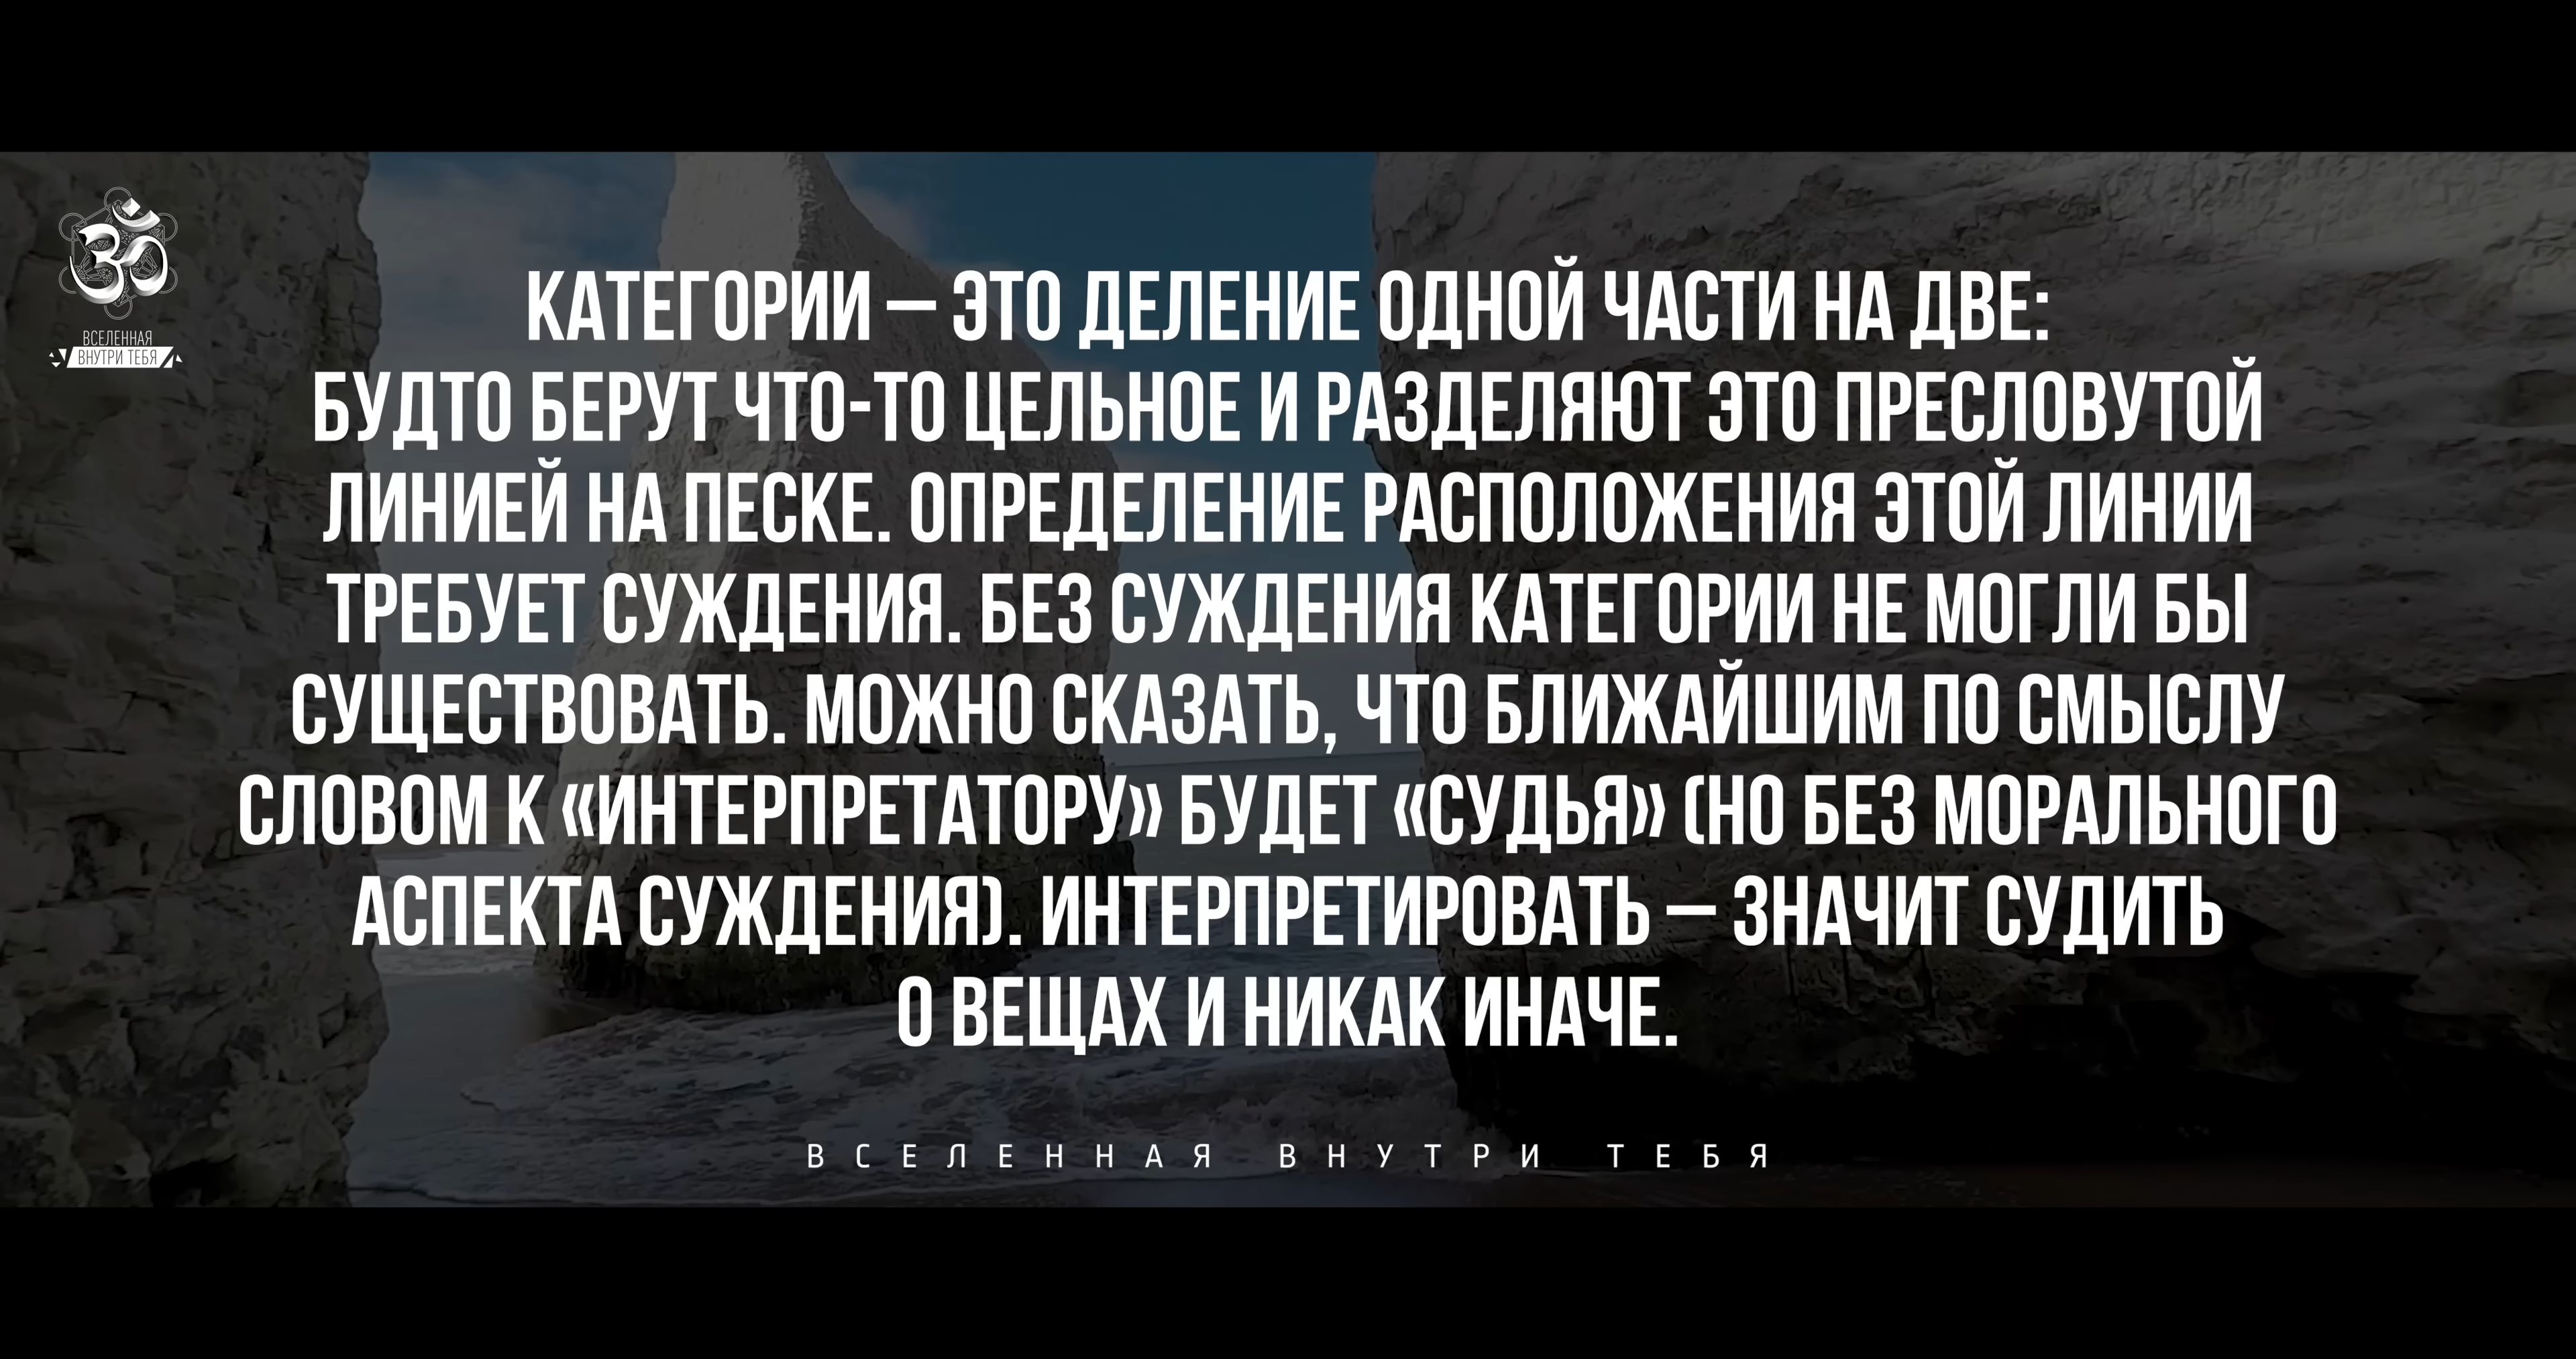 ВСЕЛЕННАЯ
ВНУТРИ ТЕБЯ
КАТЕГОРИИ – ЭТО ДЕЛЕНИЕ ОДНОЙ ЧАСТИ НА ДВЕ:
БУДТО БЕРУТ ЧТО-ТО ЦЕЛЬНОЕ И РАЗДЕЛЯЮТ ЭТО ПРЕСЛОВУТОЙ
ЛИНИЕЙ НА ПЕСКЕ. ОПРЕДЕЛЕНИЕ РАСПОЛОЖЕНИЯ ЭТОЙ ЛИНИИ
ТРЕБУЕТ СУЖДЕНИЯ. БЕЗ СУЖДЕНИЯ КАТЕГОРИИ НЕ МОГЛИ БЫ
СУЩЕСТВОВАТЬ. МОЖНО СКАЗАТЬ, ЧТО БЛИЖАЙШИМ ПО СМЫСЛУ
СЛОВОМ К «ИНТЕРПРЕТАТОРУ» БУДЕТ «СУДЬЯ» (НО БЕЗ МОРАЛЬНОГО
АСПЕКТА СУЖДЕНИЯ). ИНТЕРПРЕТИРОВАТЬ – ЗНАЧИТ СУДИТЬ
О ВЕЩАХ И НИКАК ИНАЧЕ.
ВСЕЛЕННАЯ ВНУТРИ ТЕБЯ